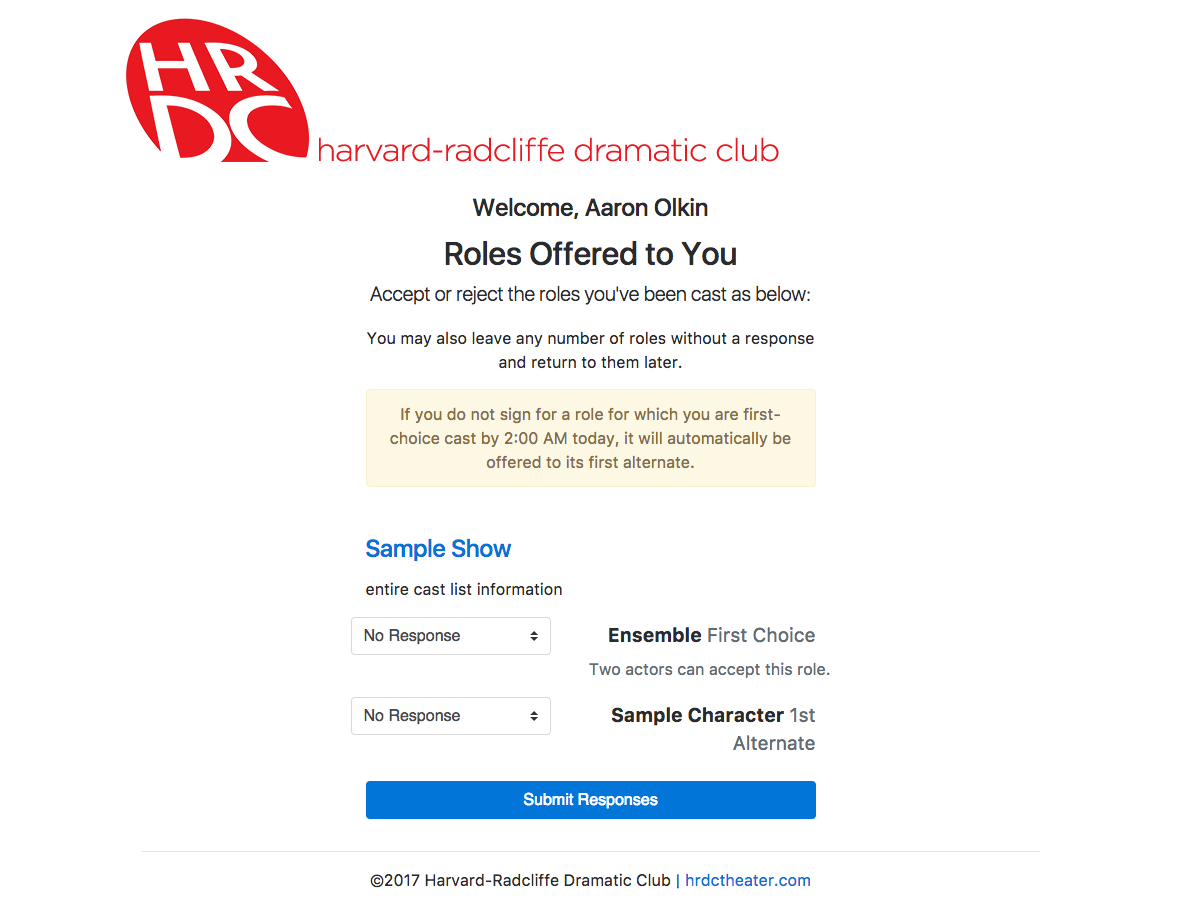 HR
DC
harvard-radcliffe dramatic club
Welcome, Aaron Olkin
Roles Offered to You
Accept or reject the roles you've been cast as below:
You may also leave any number of roles without a response
and return to them later.
If you do not sign for a role for which you are first-
choice cast by 2:00 AM today, it will automatically be
offered to its first alternate.
Sample Show
entire cast list information
No Response
Ensemble First Choice
Two actors can accept this role.
No Response
Sample Character 1st
Alternate
Submit Responses
©2017 Harvard-Radcliffe Dramatic Club | hrdctheater.com